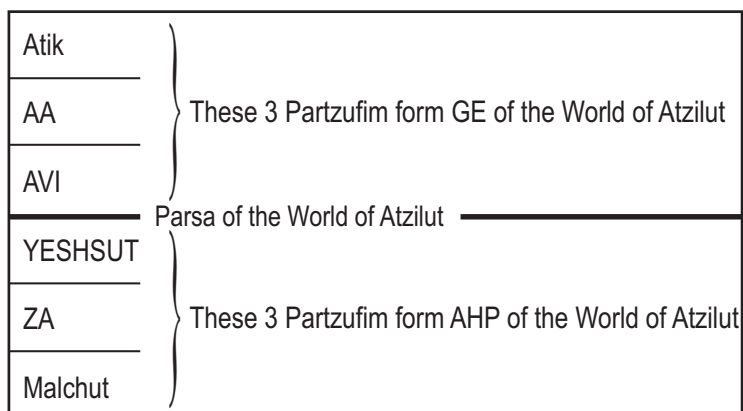 Atik
AA
These 3 Partzufim form GE of the World of Atzilut
AVI
Parsa of the World of Atzilut
YESHSUT
ZA
These 3 Partzufim form AHP of the World of Atzilut
Malchut